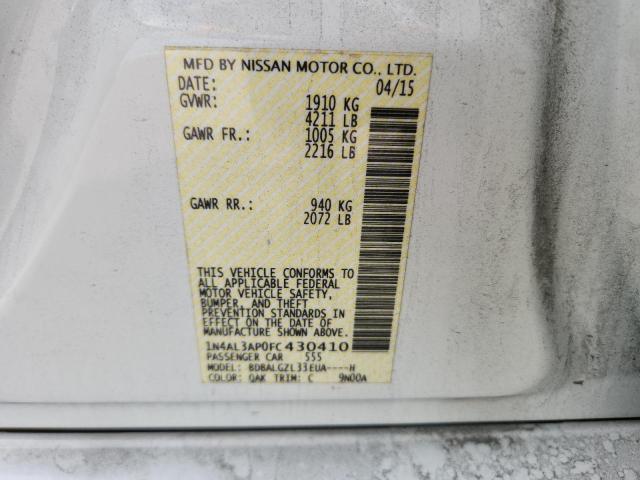 MFD BY NISSAN MOTOR CO., LTD.
DATE: 04/15
GVWR: 1910 KG
4211 LB
GAWR FR.: 1005 KG
2216 LB
GAWR RR.: 940 KG
2072 LB
THIS VEHICLE CONFORMS TO
ALL APPLICABLE FEDERAL
MOTOR VEHICLE SAFETY,
BUMPER, AND THEFT
PREVENTION STANDARDS IN
EFFECT ON THE DATE OF
MANUFACTURE SHOWN ABOVE.
1N4AL3AP0FC430410
PASSENGER CAR 555
MODEL: BDBALGZL33EUA----H
COLOR: QAK TRIM: C 9N00A